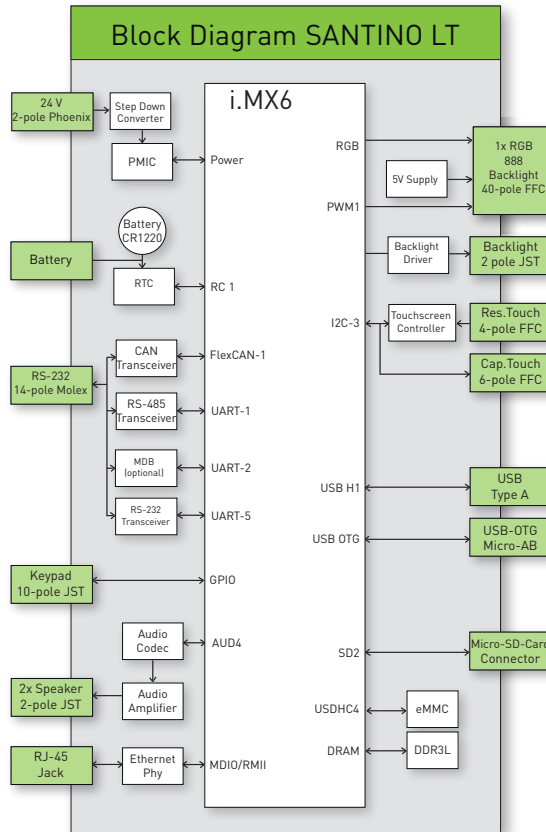 Block Diagram SANTINO LT
i.MX6
24 V
2-pole Phoenix
Step Down
Converter
PMIC
Power
Battery
CR1220
Battery
RTC
RC 1
CAN
Transceiver
FlexCAN-1
RS-232
14-pole Molex
RS-485
Transceiver
UART-1
MDB
(optional)
UART-2
RS-232
Transceiver
UART-5
Keypad
10-pole JST
GPIO
Audio
Codec
AUD4
2x Speaker
2-pole JST
Audio
Amplifier
RJ-45
Jack
Ethernet
Phy
MDIO/RMII
RGB
1x RGB
888
Backlight
40-pole FFC
5V Supply
PWM1
Backlight
Driver
Backlight
2 pole JST
I2C-3
Touchscreen
Controller
Res.Touch
4-pole FFC
Cap.Touch
6-pole FFC
USB H1
USB
Type A
USB OTG
USB-OTG
Micro-AB
SD2
Micro-SD-Card
Connector
USDHC4
eMMC
DRAM
DDR3L